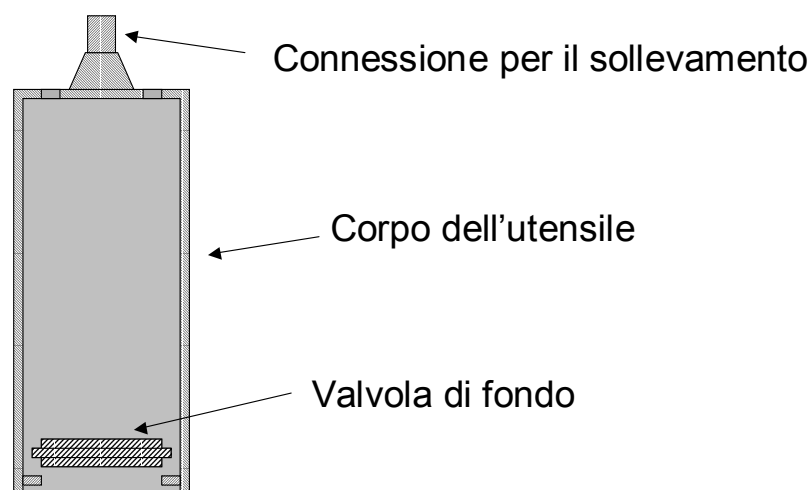 Connessione per il sollevamento
Corpo dell'utensile
Valvola di fondo